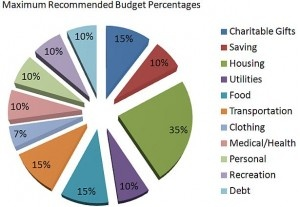 Maximum Recommended Budget Percentages
15%
10%
35%
10%
15%
15%
7%
10%
10%
10%
10%
Charitable Gifts
Saving
Housing
Utilities
Food
Transportation
Clothing
Medical/Health
Personal
Recreation
Debt